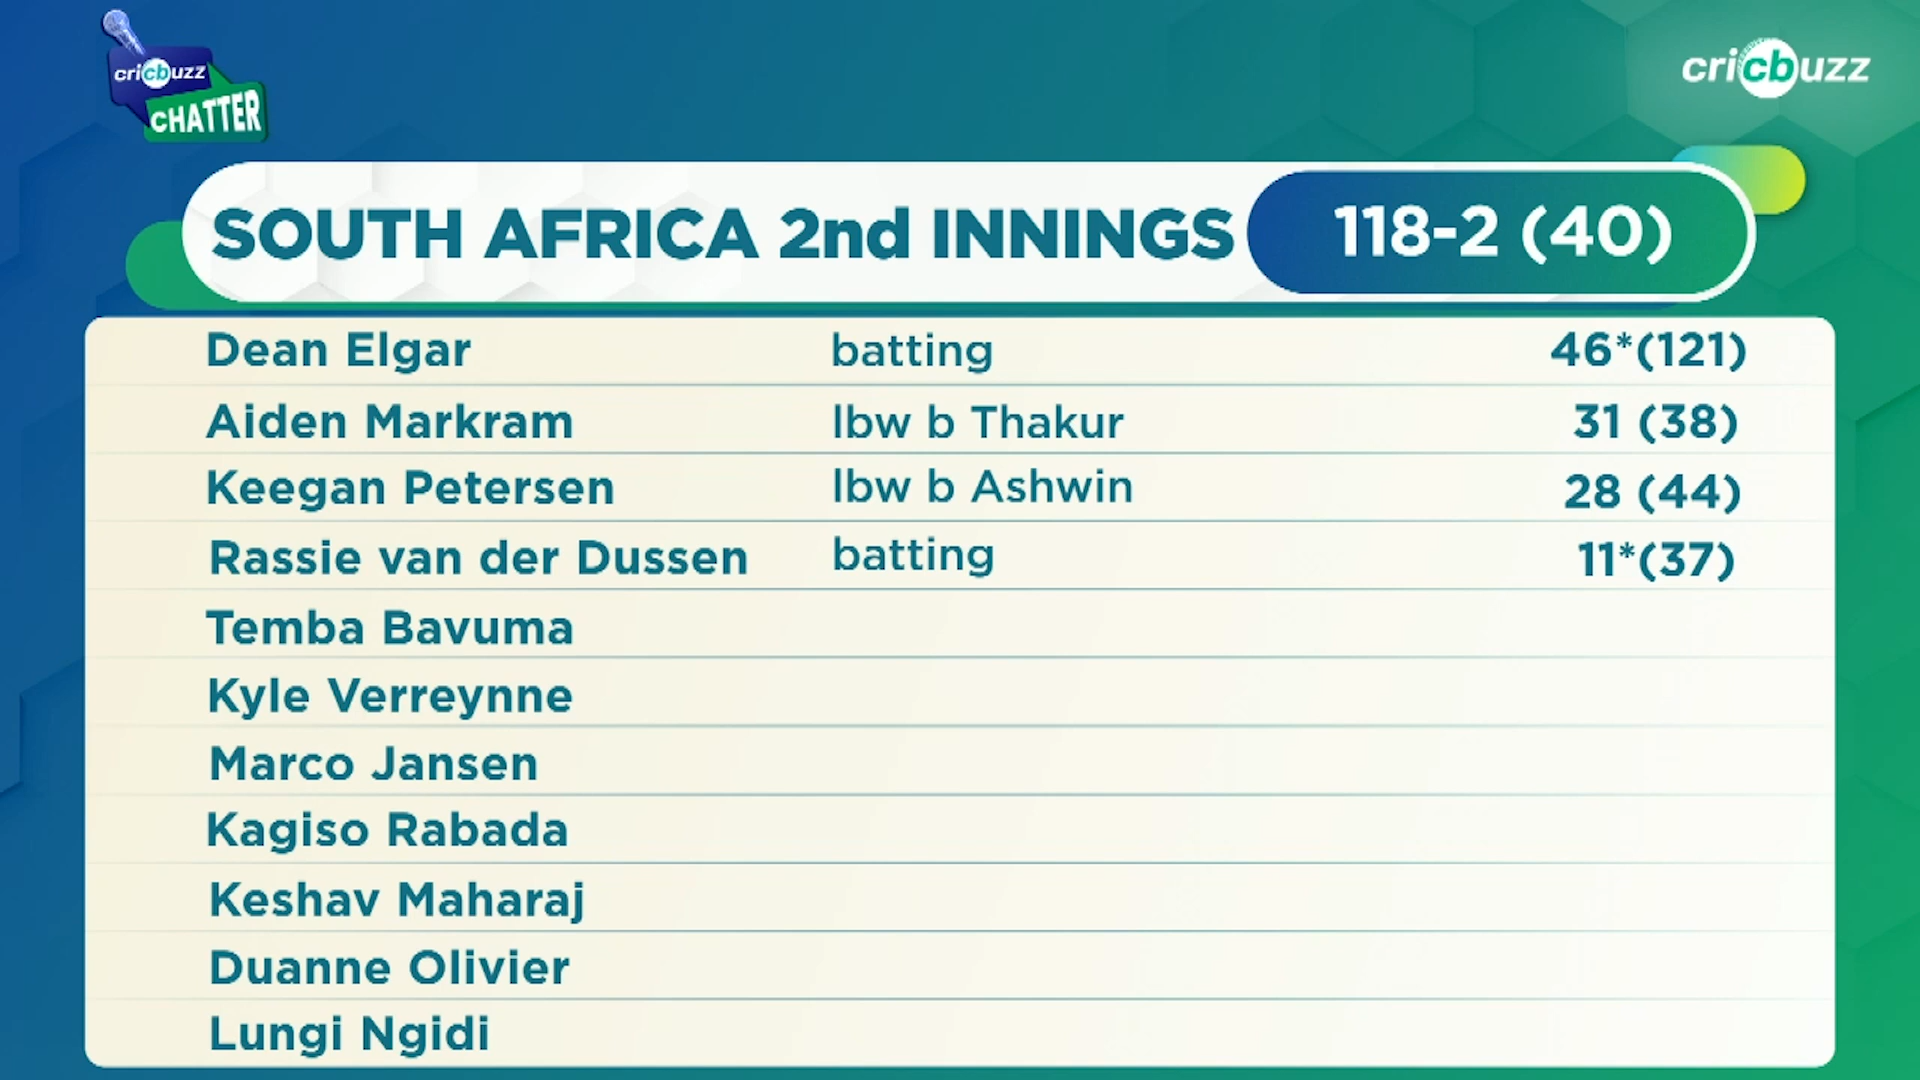 cricbuzz
CHATTER
cricbuzz
SOUTH AFRICA 2nd INNINGS 118-2 (40)
Dean Elgar batting 46*(121)
Aiden Markram lbw b Thakur 31 (38)
Keegan Petersen lbw b Ashwin 28 (44)
Rassie van der Dussen batting 11*(37)
Temba Bavuma
Kyle Verreynne
Marco Jansen
Kagiso Rabada
Keshav Maharaj
Duanne Olivier
Lungi Ngidi